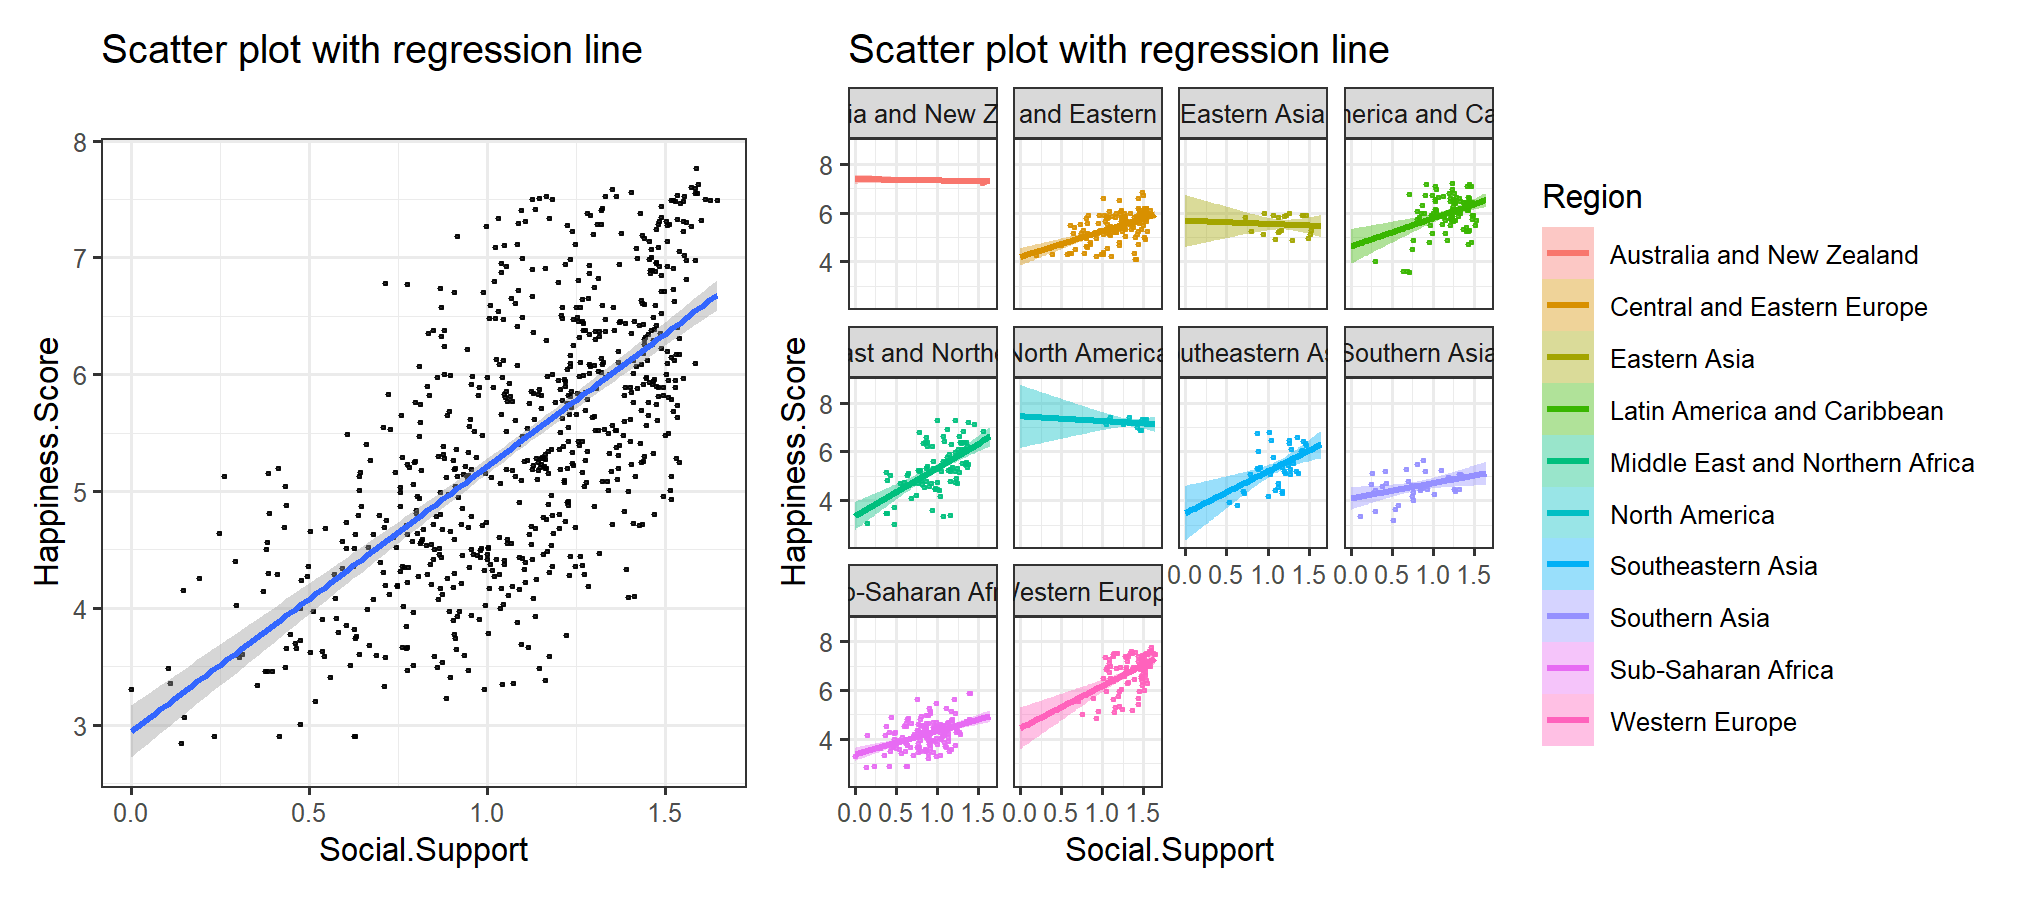 Scatter plot with regression line
Happiness.Score
8
7
6
5
4
3
0.0 0.5 1.0 1.5
Social.Support
Scatter plot with regression line
Happiness.Score
ia and New Z
and Eastern
Eastern Asia
nerica and Ca
8
6
4
ast and Northe
North America
utheastern As
Southern Asia
8
6
4
0.0 0.5 1.0 1.5
0.0 0.5 1.0 1.5
b-Saharan Afr
Western Europ
8
6
4
0.0 0.5 1.0 1.5
0.0 0.5 1.0 1.5
Social.Support
Region
Australia and New Zealand
Central and Eastern Europe
Eastern Asia
Latin America and Caribbean
Middle East and Northern Africa
North America
Southeastern Asia
Southern Asia
Sub-Saharan Africa
Western Europe